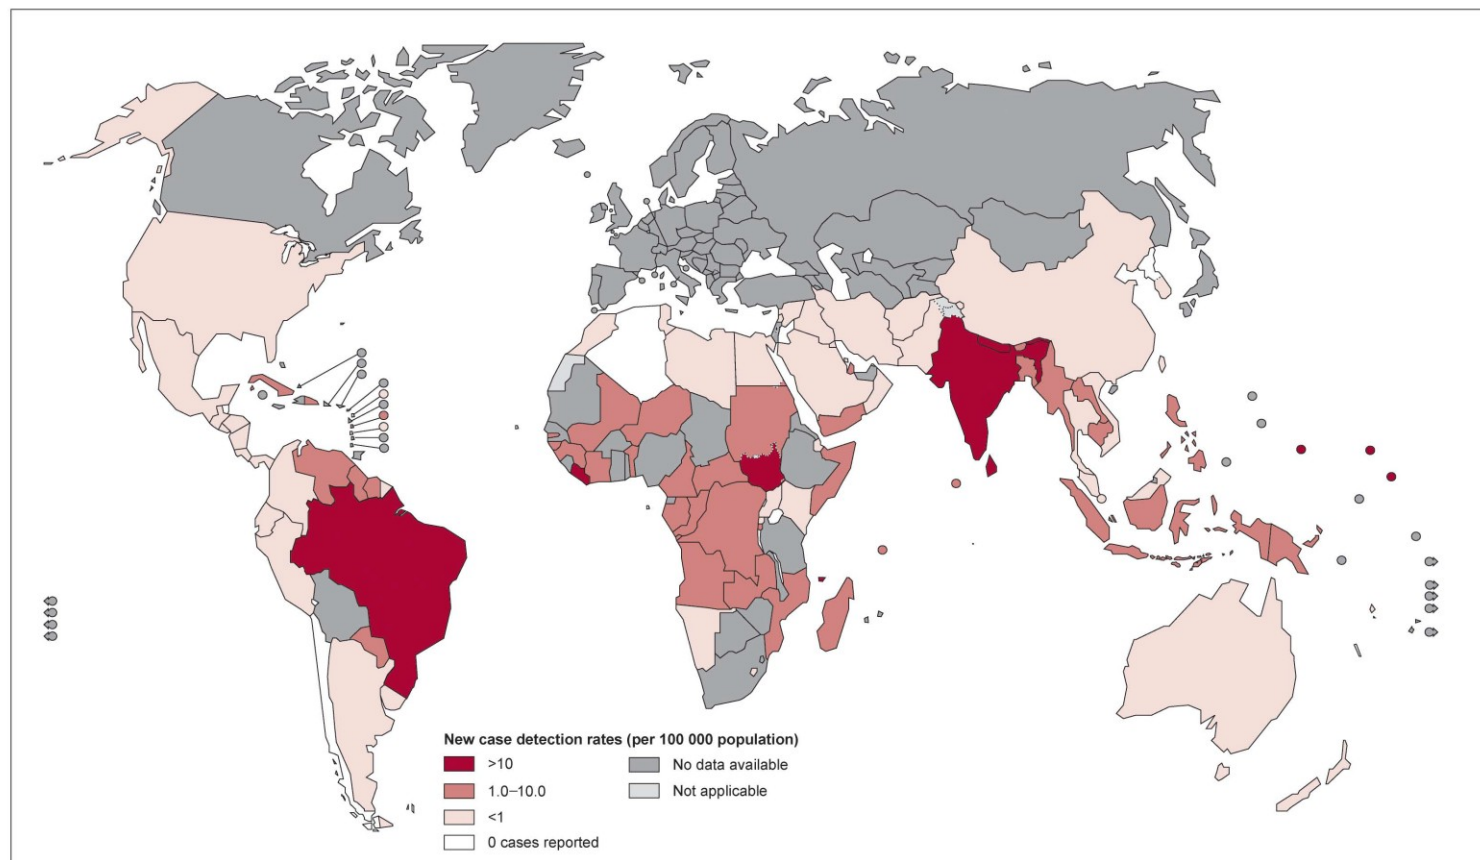 New case detection rates (per 100 000 population)
>10
1.0–10.0
<1
0 cases reported
No data available
Not applicable